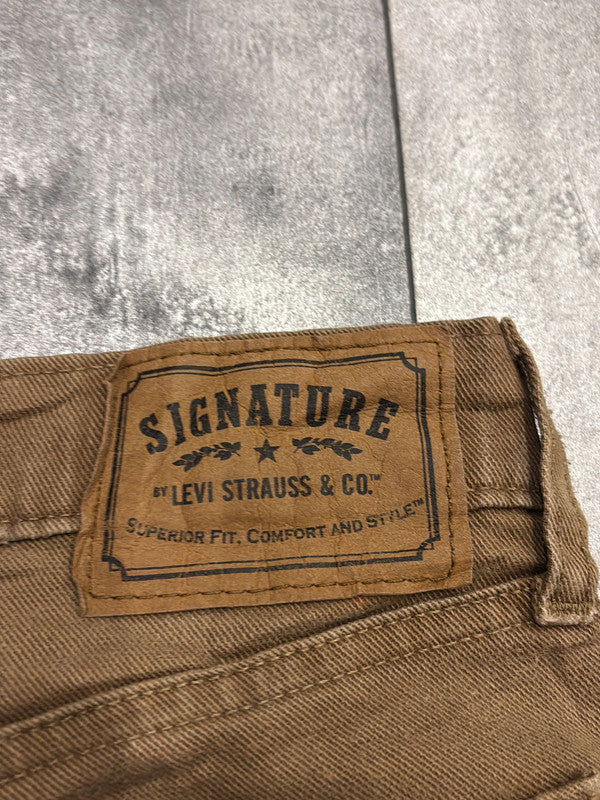 SIGNATURE
BY LEVI STRAUSS & CO.™
SUPERIOR FIT, COMFORT AND STYLE™